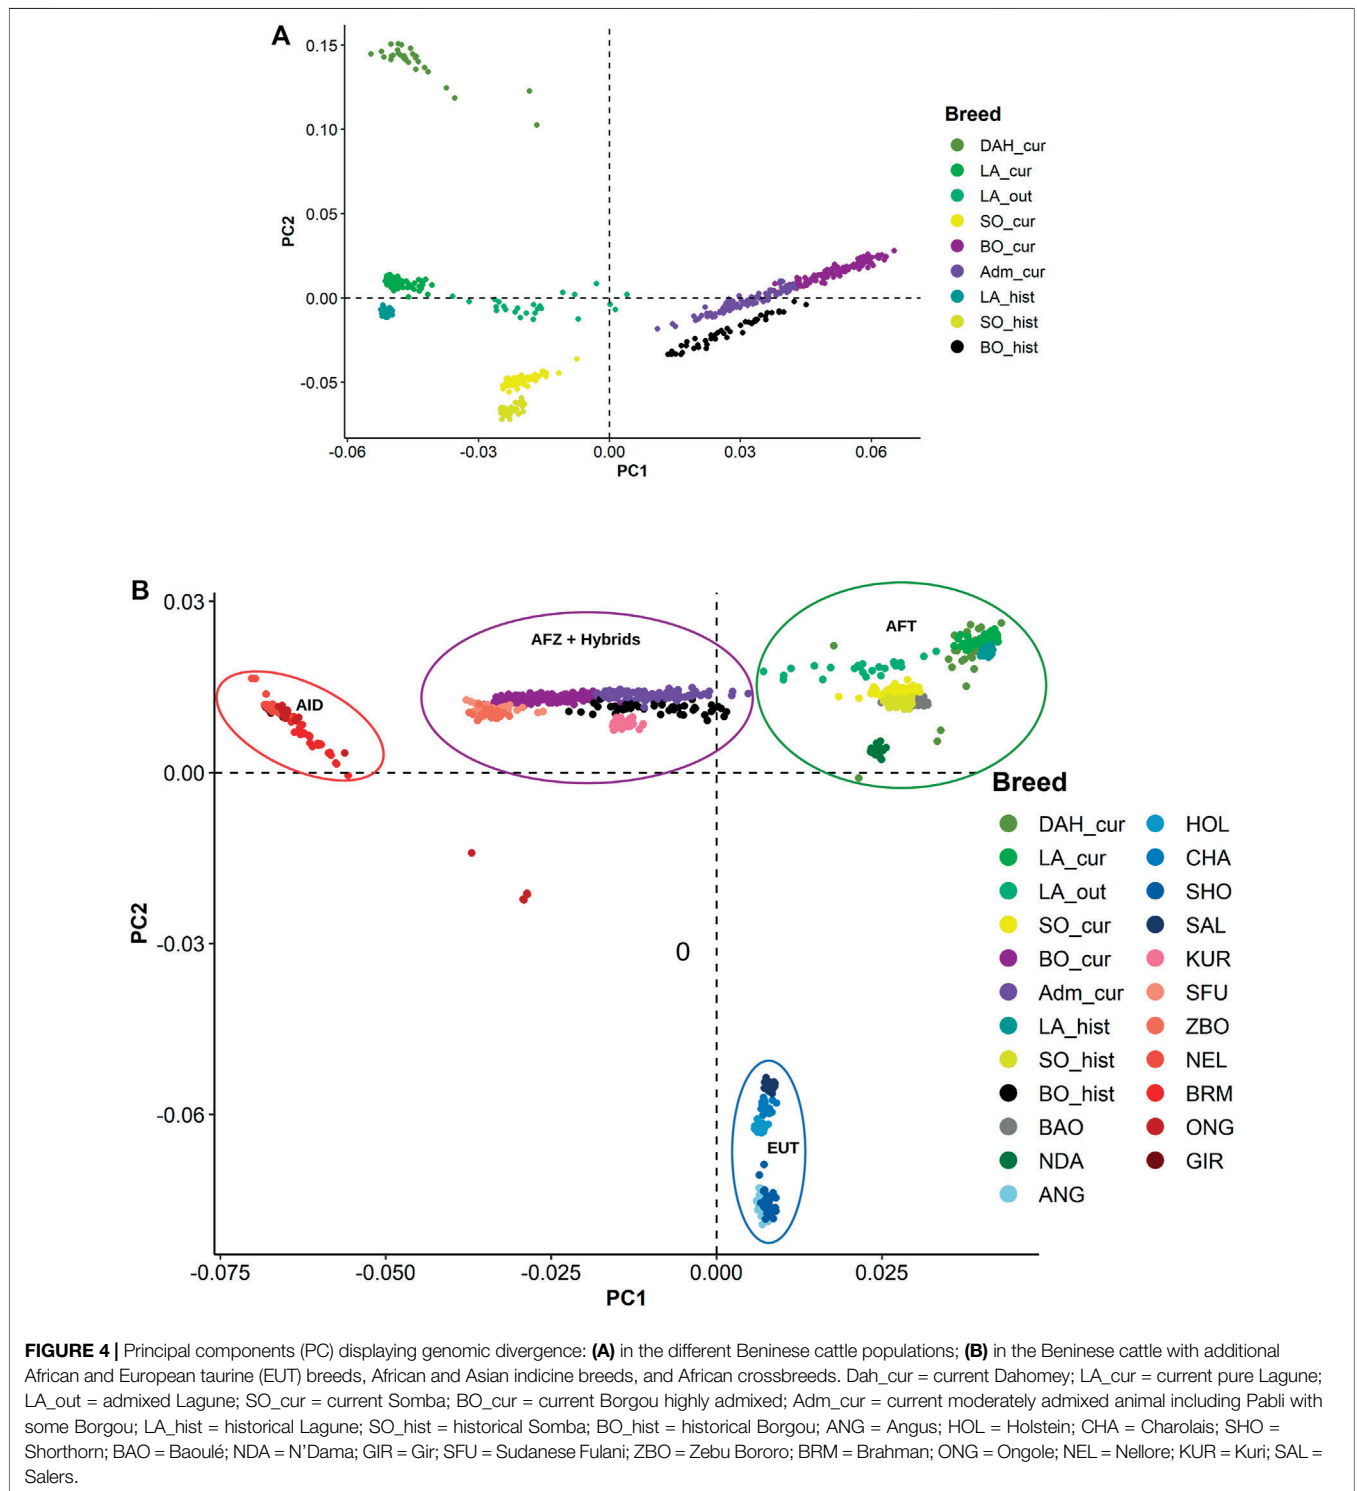 A
0.15
0.10
0.05
0.00
-0.05
PC2
-0.06
-0.03
0.00
0.03
0.06
PC1
Breed
DAH_cur
LA_cur
LA_out
SO_cur
BO_cur
Adm_cur
LA_hist
SO_hist
BO_hist
B
0.03
0.00
-0.03
-0.06
PC2
AID
AFZ + Hybrids
AFT
0
EUT
-0.075
-0.050
-0.025
0.000
0.025
PC1
Breed
DAH_cur
LA_cur
LA_out
SO_cur
BO_cur
Adm_cur
LA_hist
SO_hist
BO_hist
BAO
NDA
ANG
HOL
CHA
SHO
SAL
KUR
SFU
ZBO
NEL
BRM
ONG
GIR
FIGURE 4 | Principal components (PC) displaying genomic divergence: (A) in the different Beninese cattle populations; (B) in the Beninese cattle with additional
African and European taurine (EUT) breeds, African and Asian indicine breeds, and African crossbreeds. Dah_cur = current Dahomey; LA_cur = current pure Lagune;
LA_out = admixed Lagune; SO_cur = current Somba; BO_cur = current Borgou highly admixed; Adm_cur = current moderately admixed animal including Pabli with
some Borgou; LA_hist = historical Lagune; SO_hist = historical Somba; BO_hist = historical Borgou; ANG = Angus; HOL = Holstein; CHA = Charolais; SHO =
Shorthorn; BAO = Baoulé; NDA = N'Dama; GIR = Gir; SFU = Sudanese Fulani; ZBO = Zebu Bororo; BRM = Brahman; ONG = Ongole; NEL = Nellore; KUR = Kuri; SAL =
Salers.